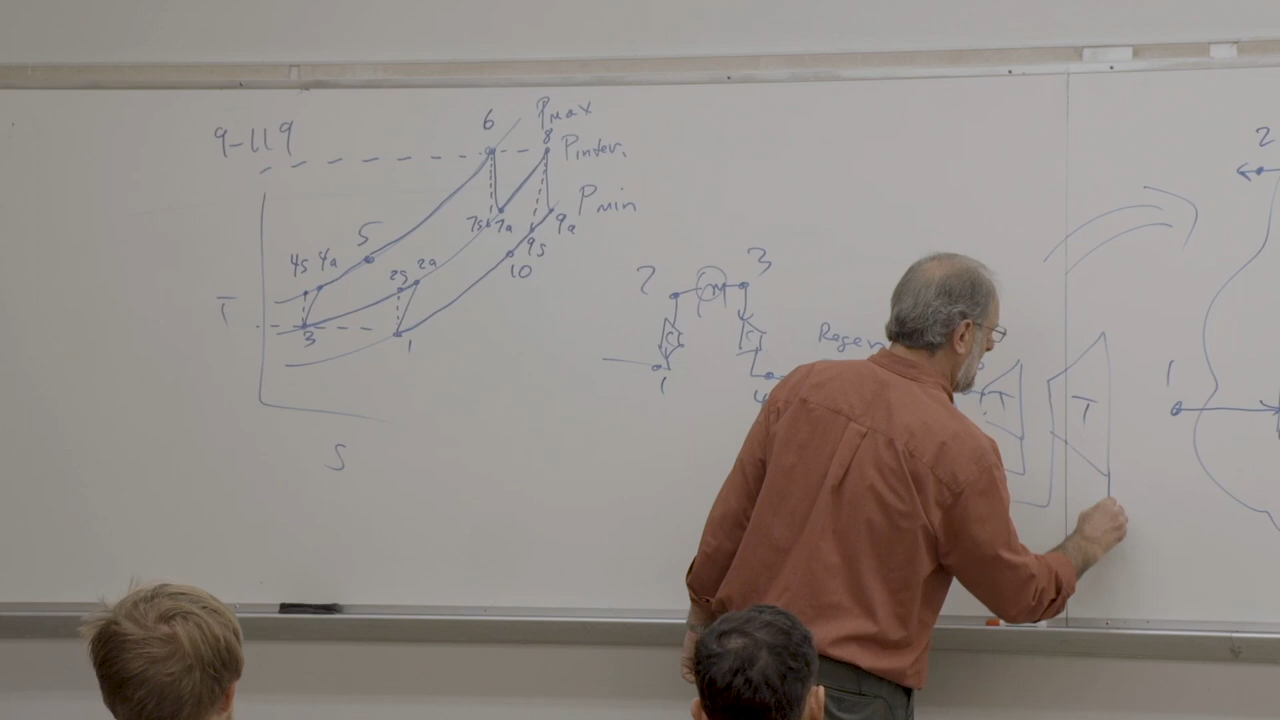 9-119
6
Pmax
8
Pinter.
Pmin
7s 7a
9a
9s
10
5
4s 4a
2s 2a
T
3
1
S
2
3
C
C
1
4
Regen
T
T
2
1